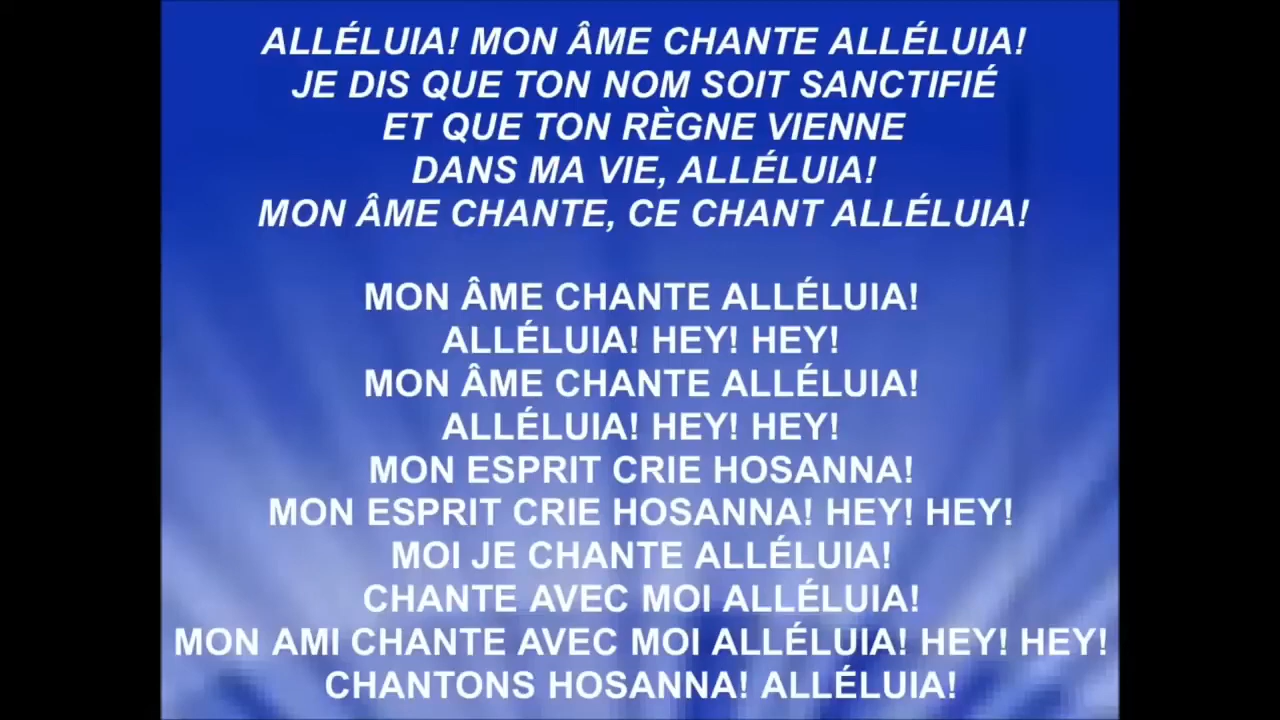 ALLÉLUIA! MON ÂME CHANTE ALLÉLUIA!
JE DIS QUE TON NOM SOIT SANCTIFIÉ
ET QUE TON RÈGNE VIENNE
DANS MA VIE, ALLÉLUIA!
MON ÂME CHANTE, CE CHANT ALLÉLUIA!
MON ÂME CHANTE ALLÉLUIA!
ALLÉLUIA! HEY! HEY!
MON ÂME CHANTE ALLÉLUIA!
ALLÉLUIA! HEY! HEY!
MON ESPRIT CRIE HOSANNA!
MON ESPRIT CRIE HOSANNA! HEY! HEY!
MOI JE CHANTE ALLÉLUIA!
CHANTE AVEC MOI ALLÉLUIA!
MON AMI CHANTE AVEC MOI ALLÉLUIA! HEY! HEY!
CHANTONS HOSANNA! ALLÉLUIA!